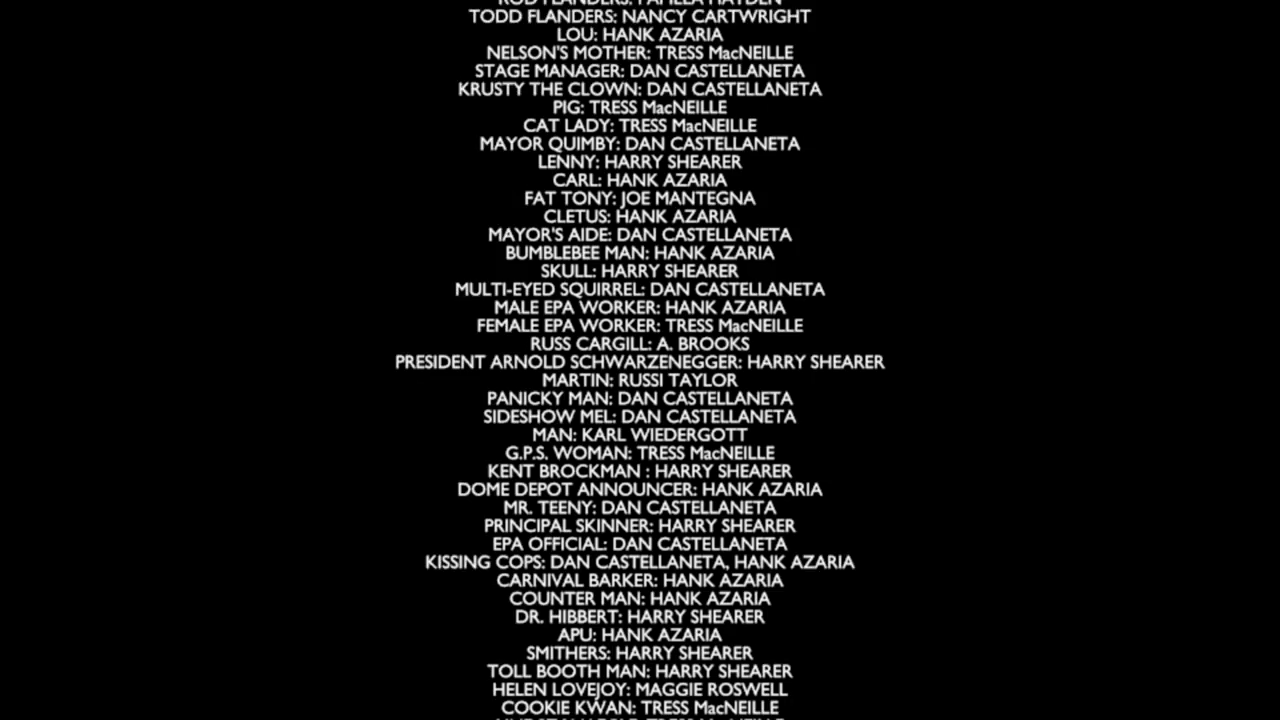 ROD FLANDERS: PAMELA HAYDEN
TODD FLANDERS: NANCY CARTWRIGHT
LOU: HANK AZARIA
NELSON'S MOTHER: TRESS MacNEILLE
STAGE MANAGER: DAN CASTELLANETA
KRUSTY THE CLOWN: DAN CASTELLANETA
PIG: TRESS MacNEILLE
CAT LADY: TRESS MacNEILLE
MAYOR QUIMBY: DAN CASTELLANETA
LENNY: HARRY SHEARER
CARL: HANK AZARIA
FAT TONY: JOE MANTEGNA
CLETUS: HANK AZARIA
MAYOR'S AIDE: DAN CASTELLANETA
BUMBLEBEE MAN: HANK AZARIA
SKULL: HARRY SHEARER
MULTI-EYED SQUIRREL: DAN CASTELLANETA
MALE EPA WORKER: HANK AZARIA
FEMALE EPA WORKER: TRESS MacNEILLE
RUSS CARGILL: A. BROOKS
PRESIDENT ARNOLD SCHWARZENEGGER: HARRY SHEARER
MARTIN: RUSSI TAYLOR
PANICKY MAN: DAN CASTELLANETA
SIDESHOW MEL: DAN CASTELLANETA
MAN: KARL WIEDERGOTT
G.P.S. WOMAN: TRESS MacNEILLE
KENT BROCKMAN : HARRY SHEARER
DOME DEPOT ANNOUNCER: HANK AZARIA
MR. TEENY: DAN CASTELLANETA
PRINCIPAL SKINNER: HARRY SHEARER
EPA OFFICIAL: DAN CASTELLANETA
KISSING COPS: DAN CASTELLANETA, HANK AZARIA
CARNIVAL BARKER: HANK AZARIA
COUNTER MAN: HANK AZARIA
DR. HIBBERT: HARRY SHEARER
APU: HANK AZARIA
SMITHERS: HARRY SHEARER
TOLL BOOTH MAN: HARRY SHEARER
HELEN LOVEJOY: MAGGIE ROSWELL
COOKIE KWAN: TRESS MacNEILLE